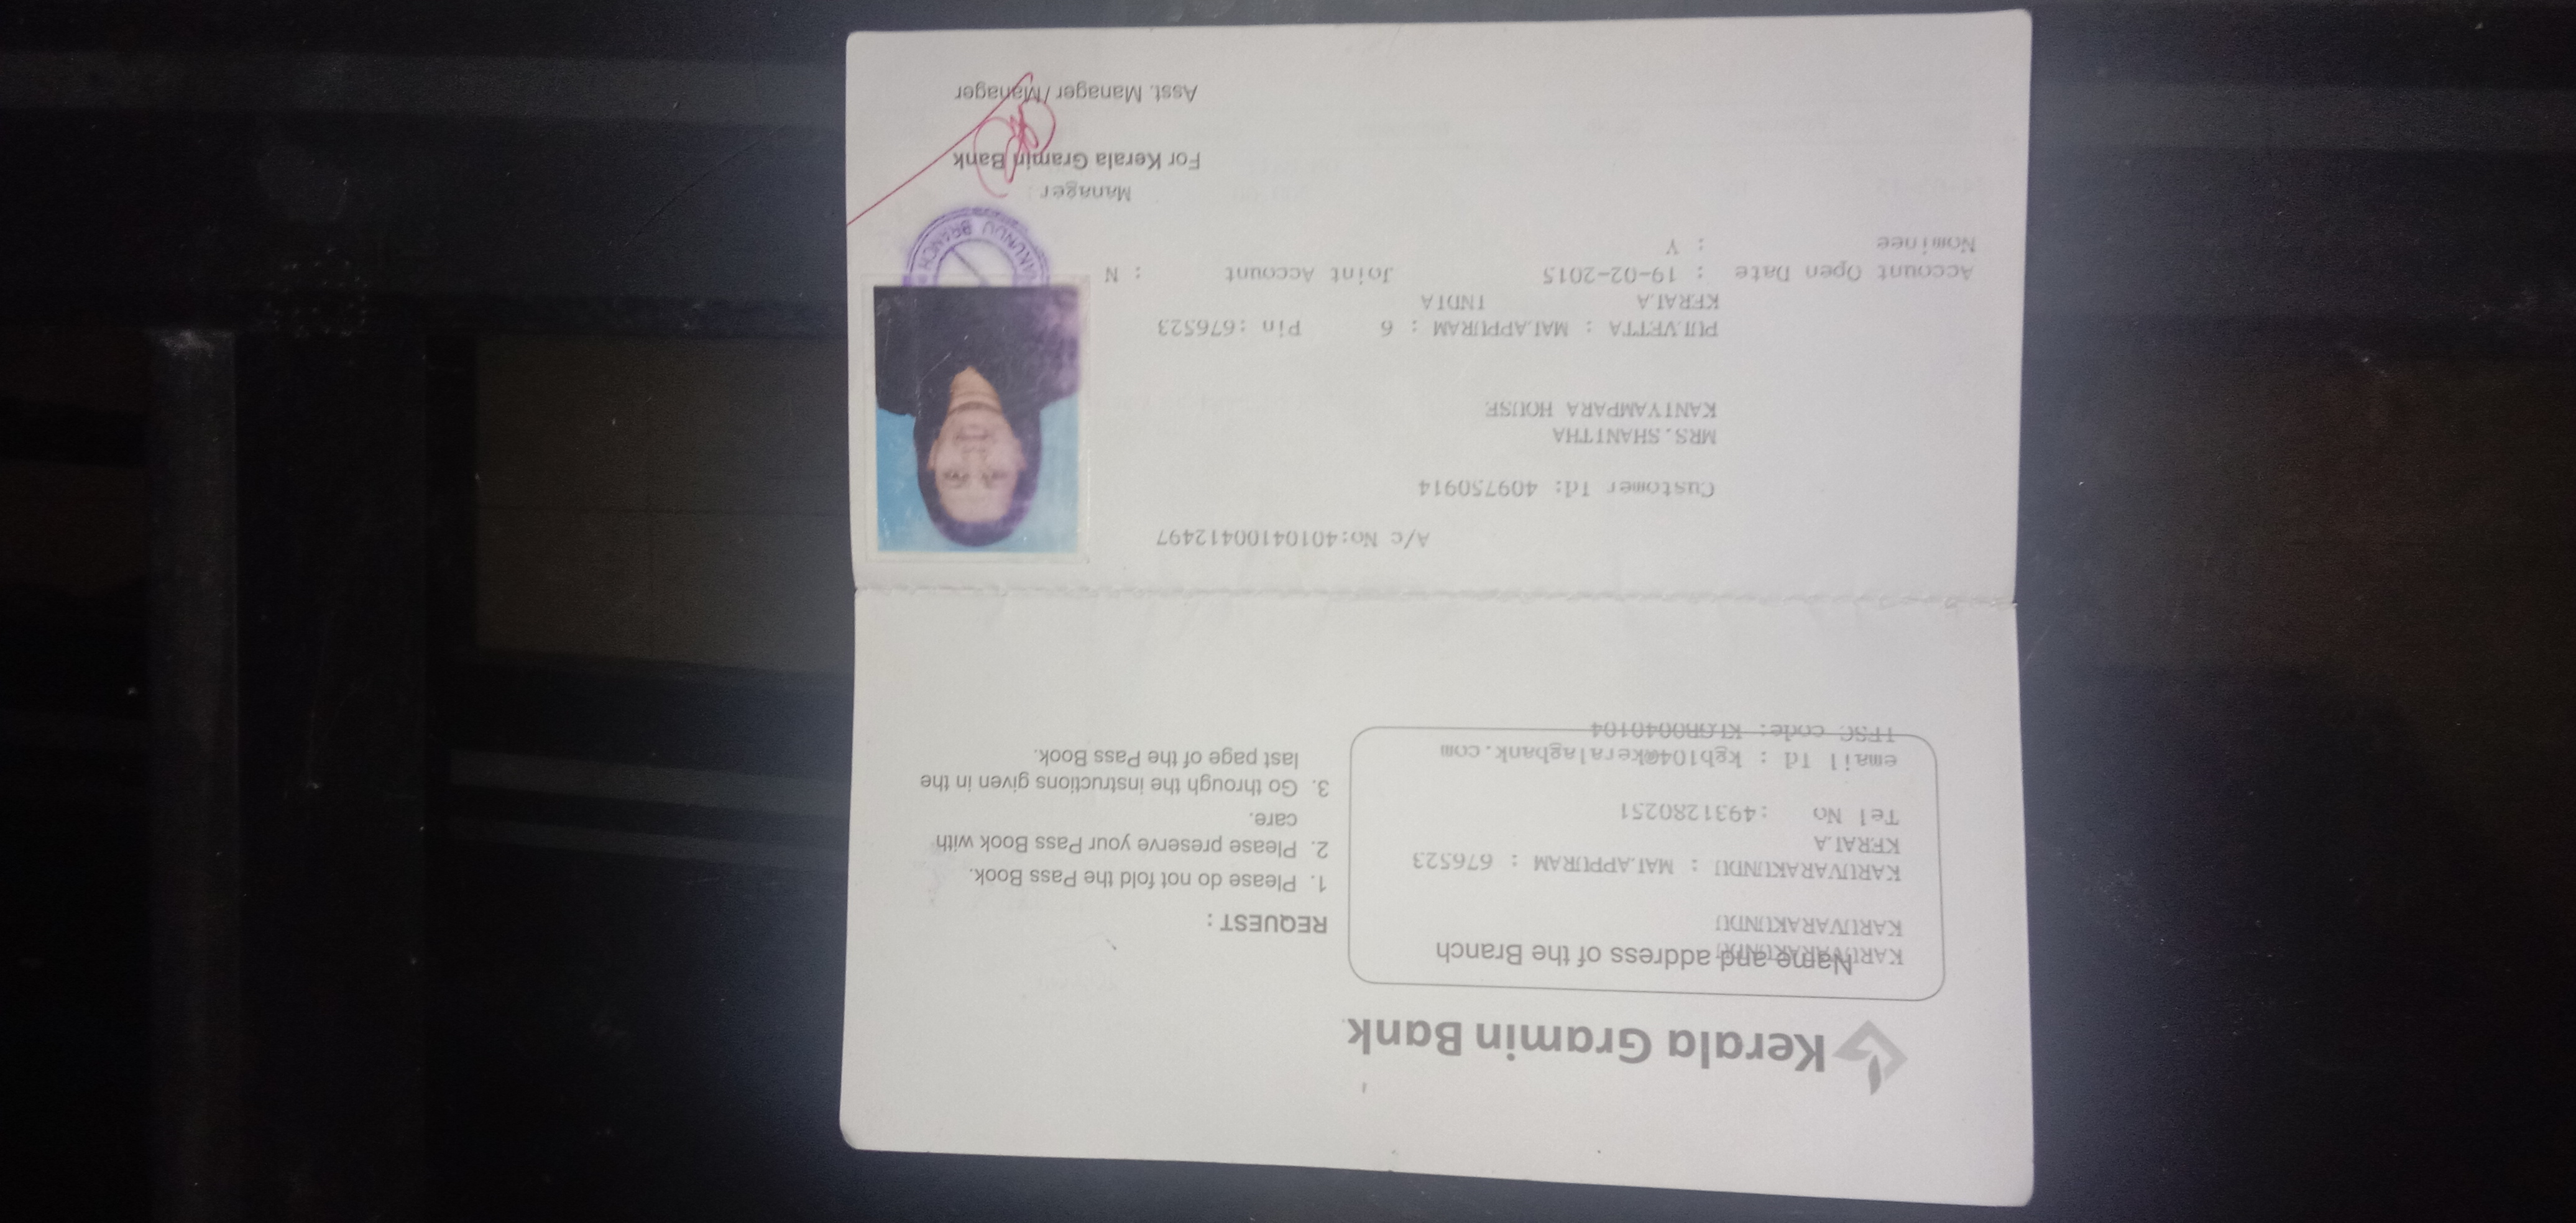 Kerala Gramin Bank
Name and address of the Branch
KARUVARAKUNDU
KARUVARAKUNDU
KARUVARAKUNDU : MALAPPURAM : 676523
KERALA
Tel No :4931280251
email Id : kgb104@keralagbank.com
IFSC code: KLGR0040104
REQUEST :
1. Please do not fold the Pass Book.
2. Please preserve your Pass Book with
care.
3. Go through the instructions given in the
last page of the Pass Book.
A/c No:40104100412497
Customer Id: 409750914
MRS.SHANITHA
KANIYAMPARA HOUSE
PULVETTA : MALAPPURAM : 6 Pin :676523
KERALA INDIA
Account Open Date : 19-02-2015 Joint Account : N
Nominee : Y
BRANCH
Manager
For Kerala Gramin Bank
Asst. Manager / Manager